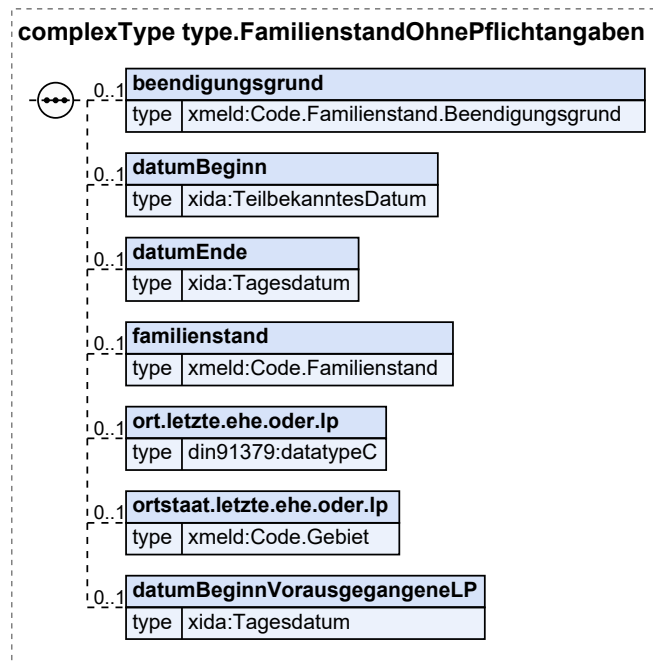 complexType type.FamilienstandOhnePflichtangaben
0..1 beendigungsgrund
type xmeld:Code.Familienstand.Beendigungsgrund
0..1 datumBeginn
type xida:TeilbekanntesDatum
0..1 datumEnde
type xida:Tagesdatum
0..1 familienstand
type xmeld:Code.Familienstand
0..1 ort.letzte.ehe.oder.lp
type din91379:datatypeC
0..1 ortstaat.letzte.ehe.oder.lp
type xmeld:Code.Gebiet
0..1 datumBeginnVorausgegangeneLP
type xida:Tagesdatum